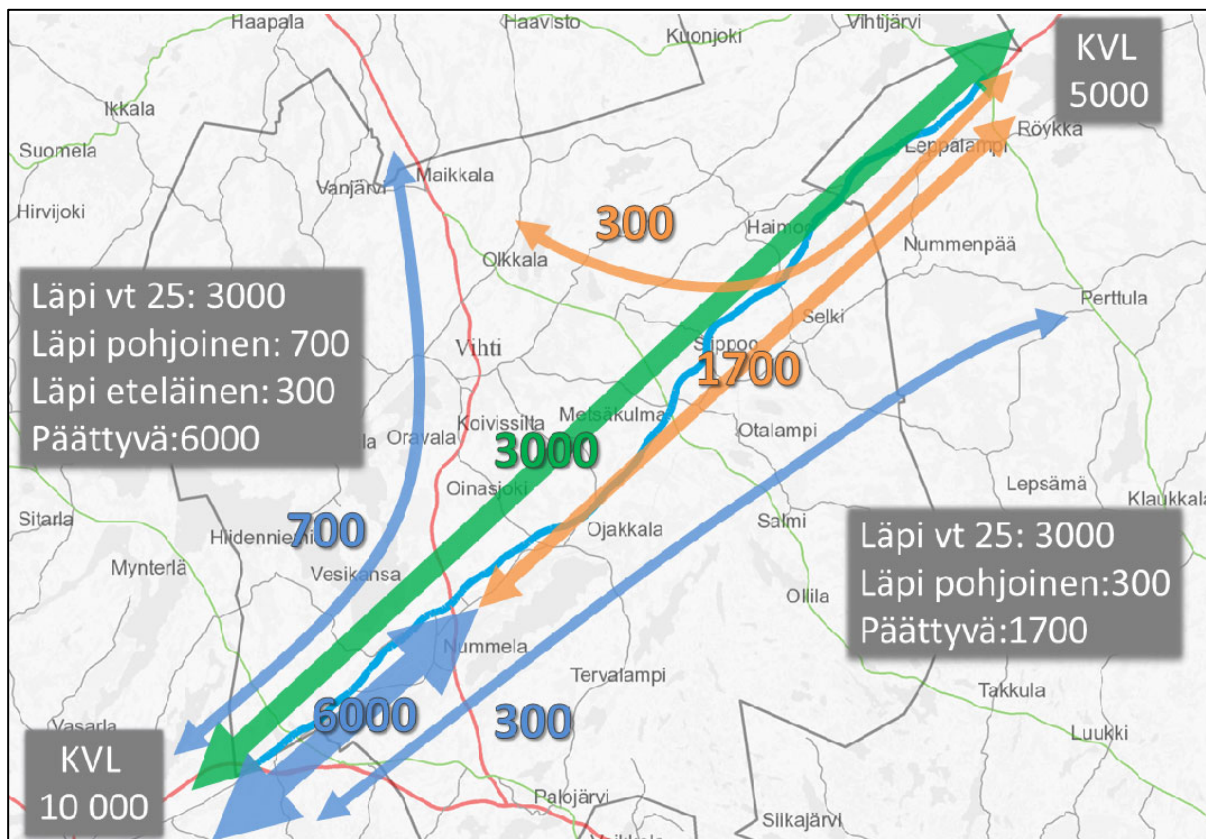 Haapala
Haavisto
Kuonjoki
Vihtijärvi
KVL
5000
Ikkala
Suomela
Vanjärvi
Maikkala
Leppälampi
Röykkä
Hirvijoki
300
Haimoo
Olkkala
Nummenpää
Läpi vt 25: 3000
Läpi pohjoinen: 700
Läpi eteläinen: 300
Päättyvä:6000
Perttula
Selki
Vihti
Siippoo
1700
Koivissilta
Metsäkulma
Oravala
Otalampi
3000
Oinasjoki
Lepsämä
Klaukkala
Sitarla
Hiidenniemi
700
Ojakkala
Salmi
Läpi vt 25: 3000
Läpi pohjoinen:300
Päättyvä:1700
Mynterlä
Vesikansa
Ollila
Nummela
Tervalampi
Takkula
Vasarla
6000
300
Luukki
KVL
10 000
Palojärvi
Siikajärvi